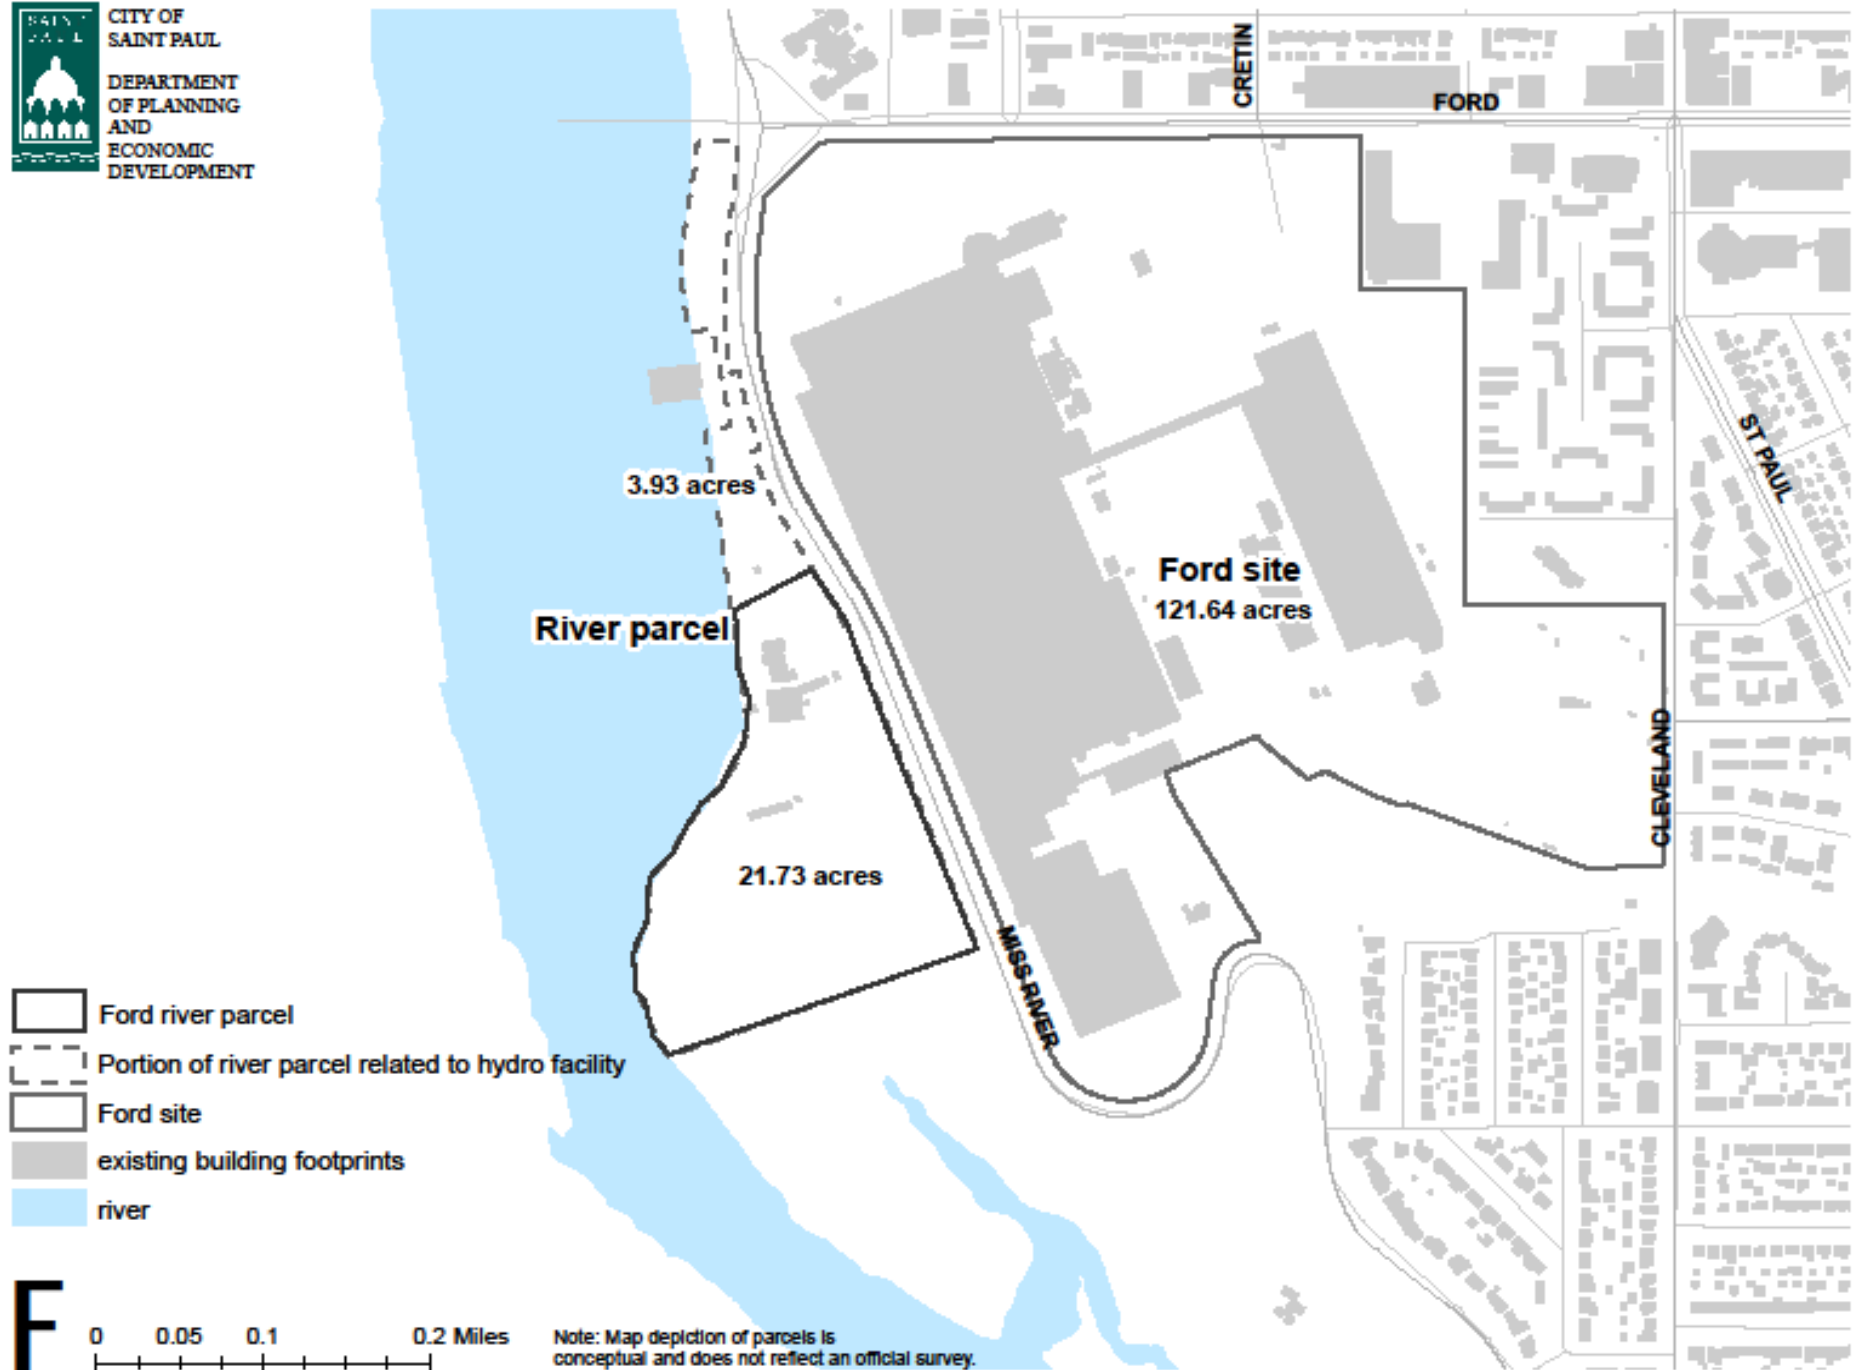 SAINT
PAUL
CITY OF
SAINT PAUL
DEPARTMENT
OF PLANNING
AND
ECONOMIC
DEVELOPMENT
CRETIN
FORD
ST PAUL
3.93 acres
Ford site
121.64 acres
River parcel
CLEVELAND
21.73 acres
MISS RIVER
Ford river parcel
Portion of river parcel related to hydro facility
Ford site
existing building footprints
river
F
0 0.05 0.1 0.2 Miles
Note: Map depiction of parcels is
conceptual and does not reflect an official survey.